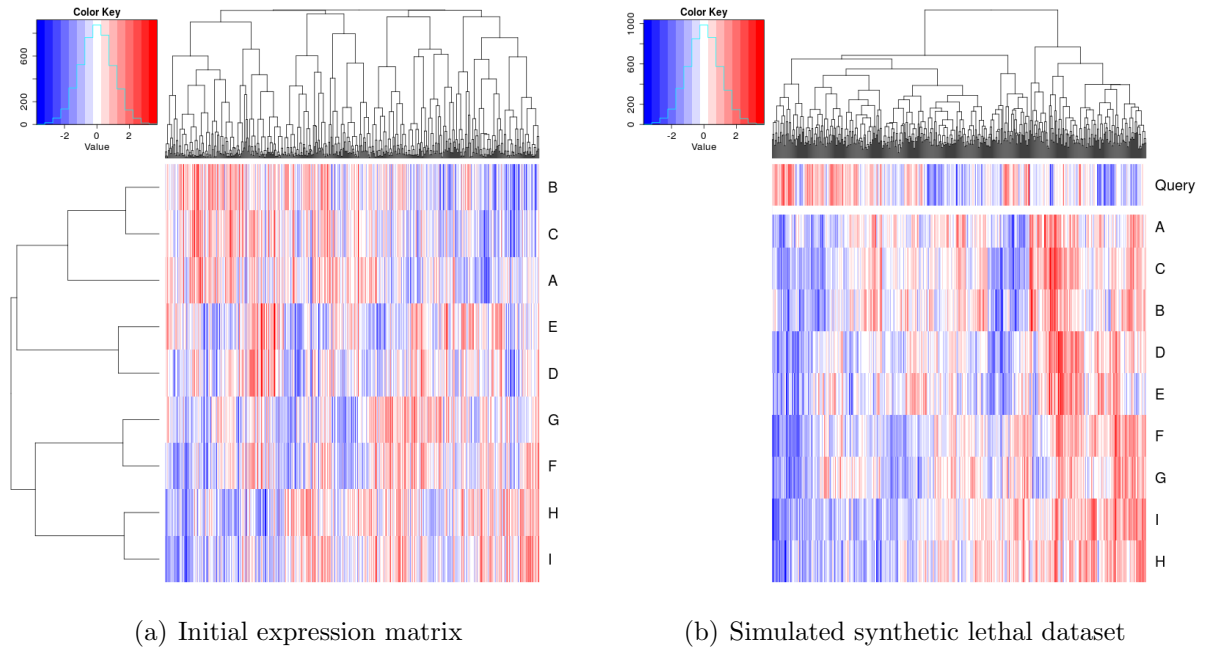 Color Key
0 200 600
-2 0 2
Value
B
C
A
E
D
G
F
H
I
(a) Initial expression matrix
Color Key
0 200 600 1000
-2 0 2
Value
Query
A
C
B
D
E
F
G
I
H
(b) Simulated synthetic lethal dataset